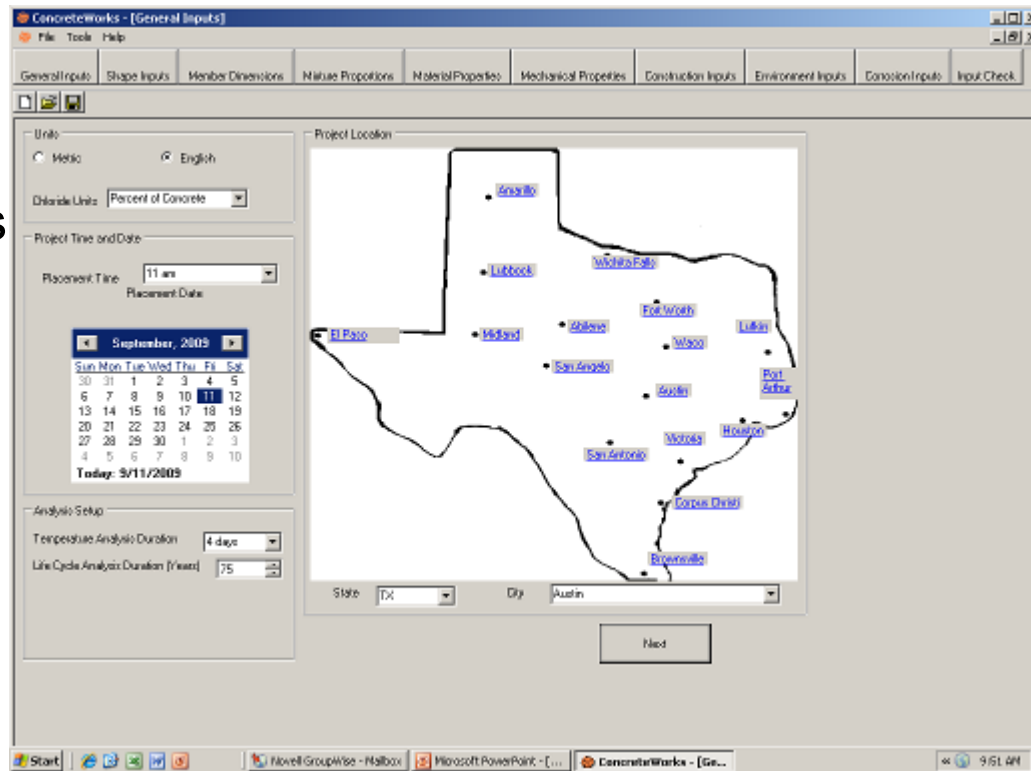 ConcreteWorks - [General Inputs]
File Tools Help
General Inputs Shape Inputs Member Dimensions Mixture Proportions Material Properties Mechanical Properties Construction Inputs Environment Inputs Corrosion Inputs Input Check
Units
Metric English
Chloride Units Percent of Concrete
s
Project Time and Date
Placement Time 11 am
Placement Date
September, 2009
Sun Mon Tue Wed Thu Fri Sat
30 31 1 2 3 4 5
6 7 8 9 10 11 12
13 14 15 16 17 18 19
20 21 22 23 24 25 26
27 28 29 30 1 2 3
4 5 6 7 8 9 10
Today: 9/11/2009
Analysis Setup
Temperature Analysis Duration 4 days
Life Cycle Analysis Duration (Years) 75
Project Location
Amarillo
Wichita Falls
Lubbock
Fort Worth
El Paso
Midland
Abilene
Lufkin
Waco
San Angelo
Port
Arthur
Austin
Houston
Victoria
San Antonio
Corpus Christi
Brownsville
State TX City Austin
Next
Start Novell GroupWise - Mailbox Microsoft PowerPoint - [... ConcreteWorks - [Ge... « 9:51 AM